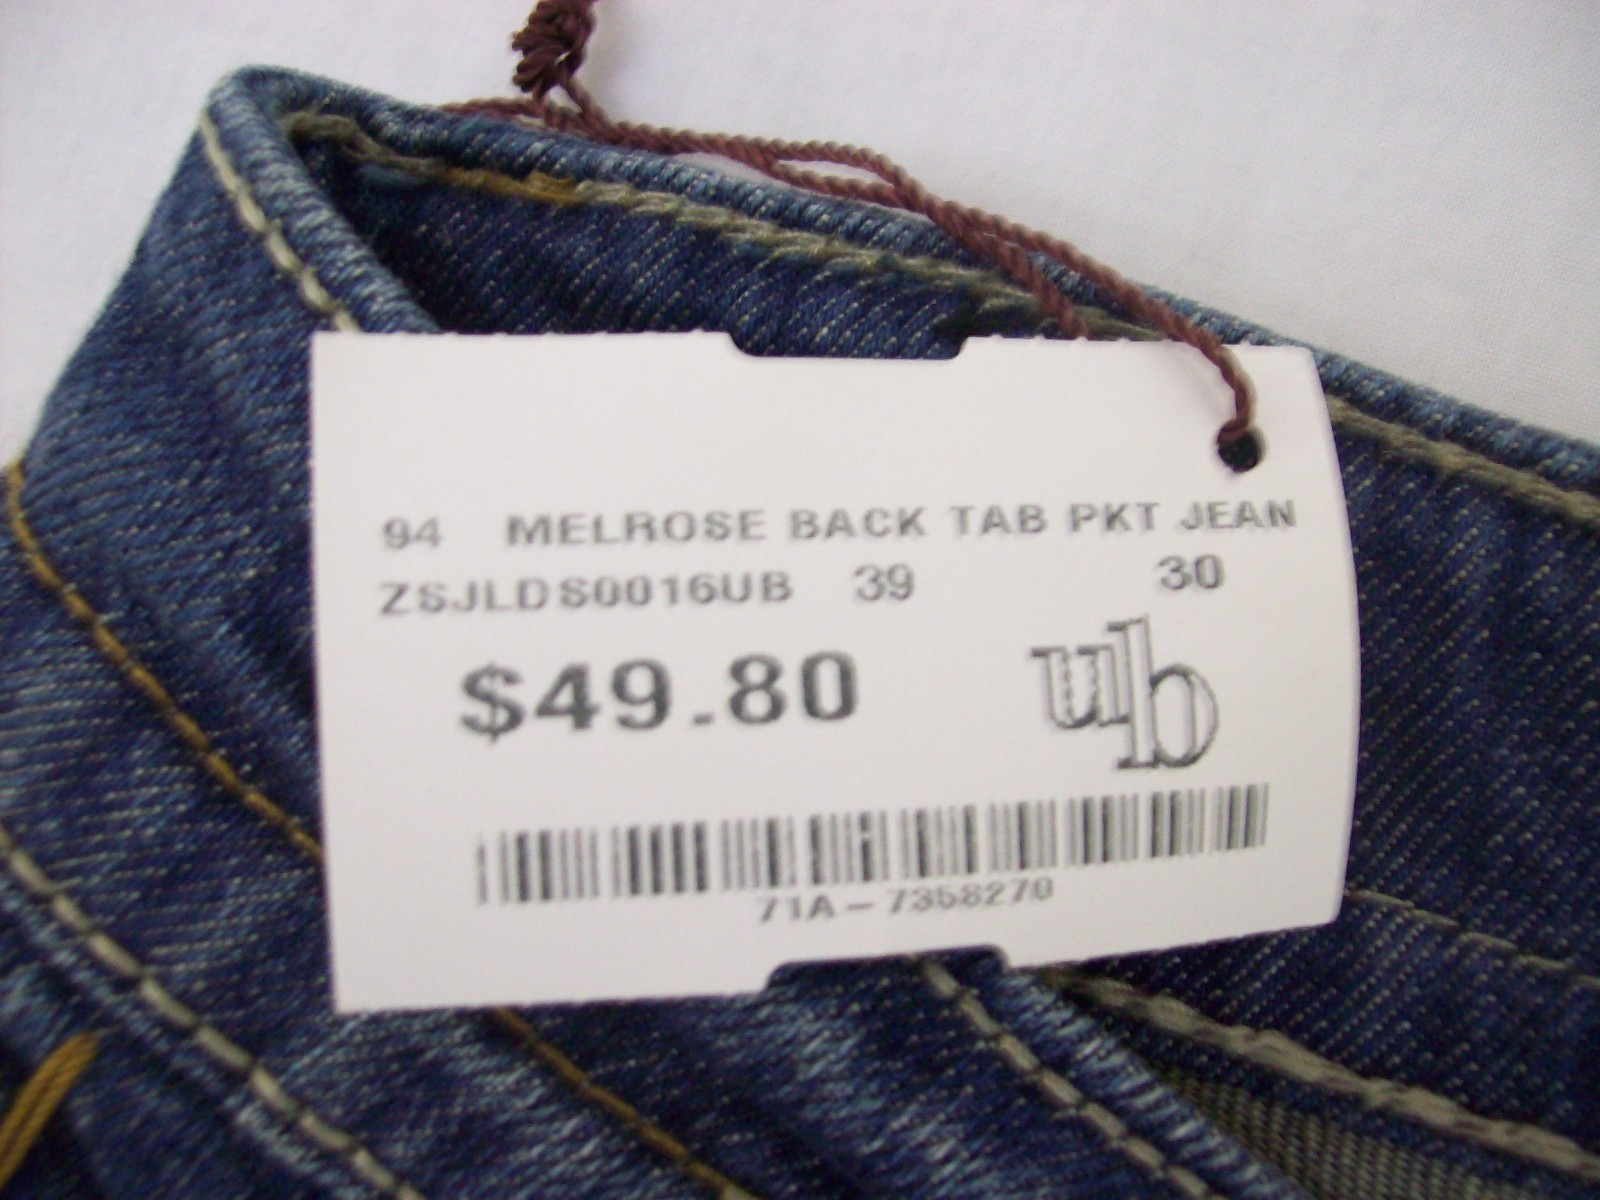 94 MELROSE BACK TAB PKT JEAN
ZSJLDS0016UB 39 30
$49.80 ub
71A-7358270